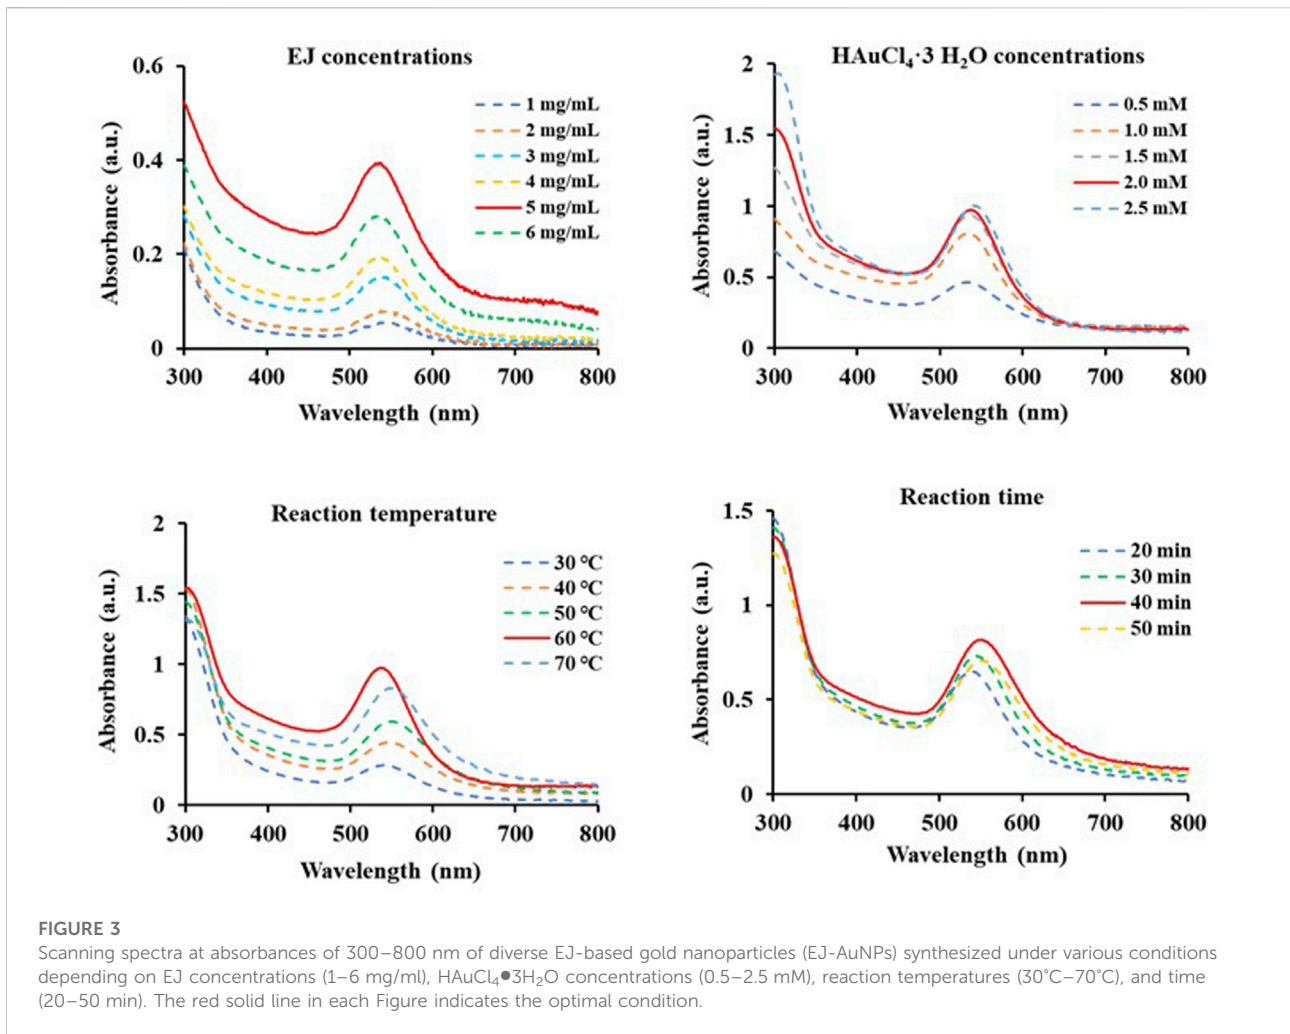 EJ concentrations
Absorbance (a.u.)
0.6
0.4
0.2
0
1 mg/mL
2 mg/mL
3 mg/mL
4 mg/mL
5 mg/mL
6 mg/mL
300 400 500 600 700 800
Wavelength (nm)
HAuCl₄·3 H₂O concentrations
Absorbance (a.u.)
2
1.5
1
0.5
0
0.5 mM
1.0 mM
1.5 mM
2.0 mM
2.5 mM
300 400 500 600 700 800
Wavelength (nm)
Reaction temperature
Absorbance (a.u.)
2
1.5
1
0.5
0
30 °C
40 °C
50 °C
60 °C
70 °C
300 400 500 600 700 800
Wavelength (nm)
Reaction time
Absorbance (a.u.)
1.5
1
0.5
0
20 min
30 min
40 min
50 min
300 400 500 600 700 800
Wavelength (nm)
FIGURE 3
Scanning spectra at absorbances of 300–800 nm of diverse EJ-based gold nanoparticles (EJ-AuNPs) synthesized under various conditions
depending on EJ concentrations (1–6 mg/ml), HAuCl₄●3H₂O concentrations (0.5–2.5 mM), reaction temperatures (30°C–70°C), and time
(20–50 min). The red solid line in each Figure indicates the optimal condition.